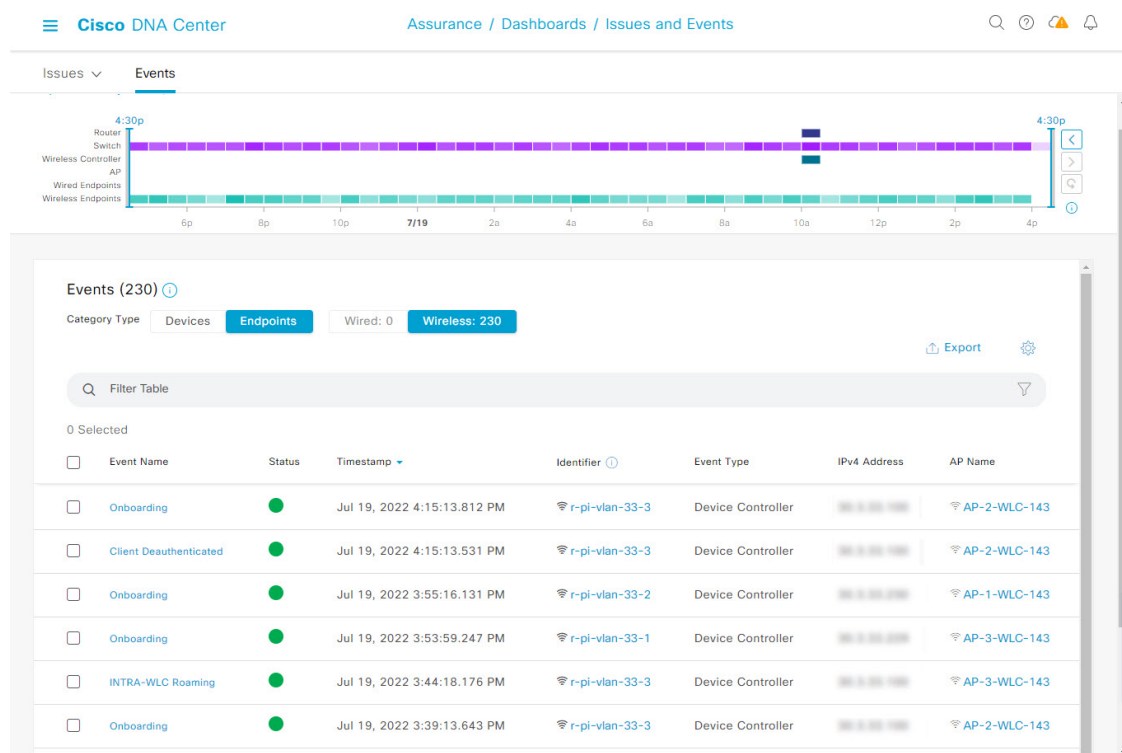 Cisco DNA Center
Assurance / Dashboards / Issues and Events
Issues
Events
4:30p
4:30p
Router
Switch
Wireless Controller
AP
Wired Endpoints
Wireless Endpoints
6p 8p 10p 7/19 2a 4a 6a 8a 10a 12p 2p 4p
Events (230)
Category Type Devices Endpoints Wired: 0 Wireless: 230
Export
Filter Table
0 Selected
Event Name Status Timestamp Identifier Event Type IPv4 Address AP Name
Onboarding Jul 19, 2022 4:15:13.812 PM r-pi-vlan-33-3 Device Controller AP-2-WLC-143
Client Deauthenticated Jul 19, 2022 4:15:13.531 PM r-pi-vlan-33-3 Device Controller AP-2-WLC-143
Onboarding Jul 19, 2022 3:55:16.131 PM r-pi-vlan-33-2 Device Controller AP-1-WLC-143
Onboarding Jul 19, 2022 3:53:59.247 PM r-pi-vlan-33-1 Device Controller AP-3-WLC-143
INTRA-WLC Roaming Jul 19, 2022 3:44:18.176 PM r-pi-vlan-33-3 Device Controller AP-3-WLC-143
Onboarding Jul 19, 2022 3:39:13.643 PM r-pi-vlan-33-3 Device Controller AP-2-WLC-143